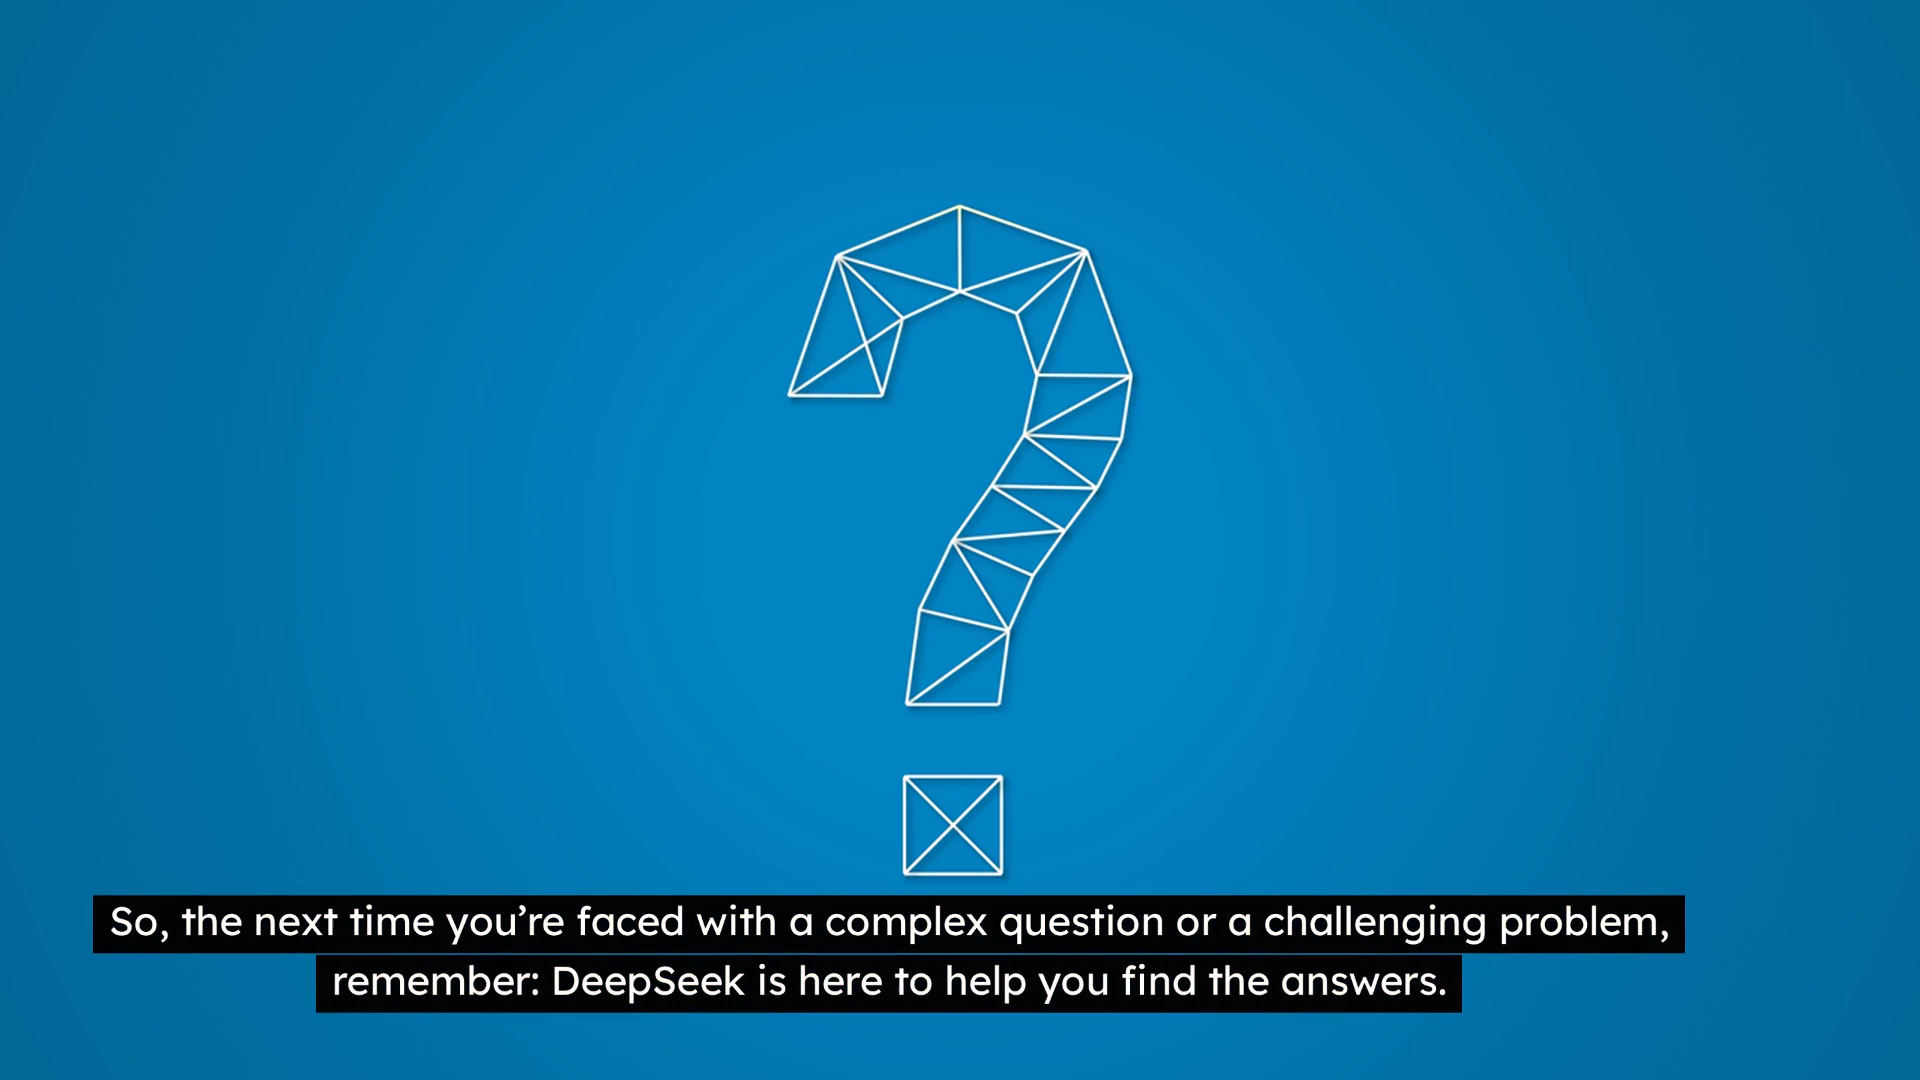 So, the next time you’re faced with a complex question or a challenging problem,
remember: DeepSeek is here to help you find the answers.